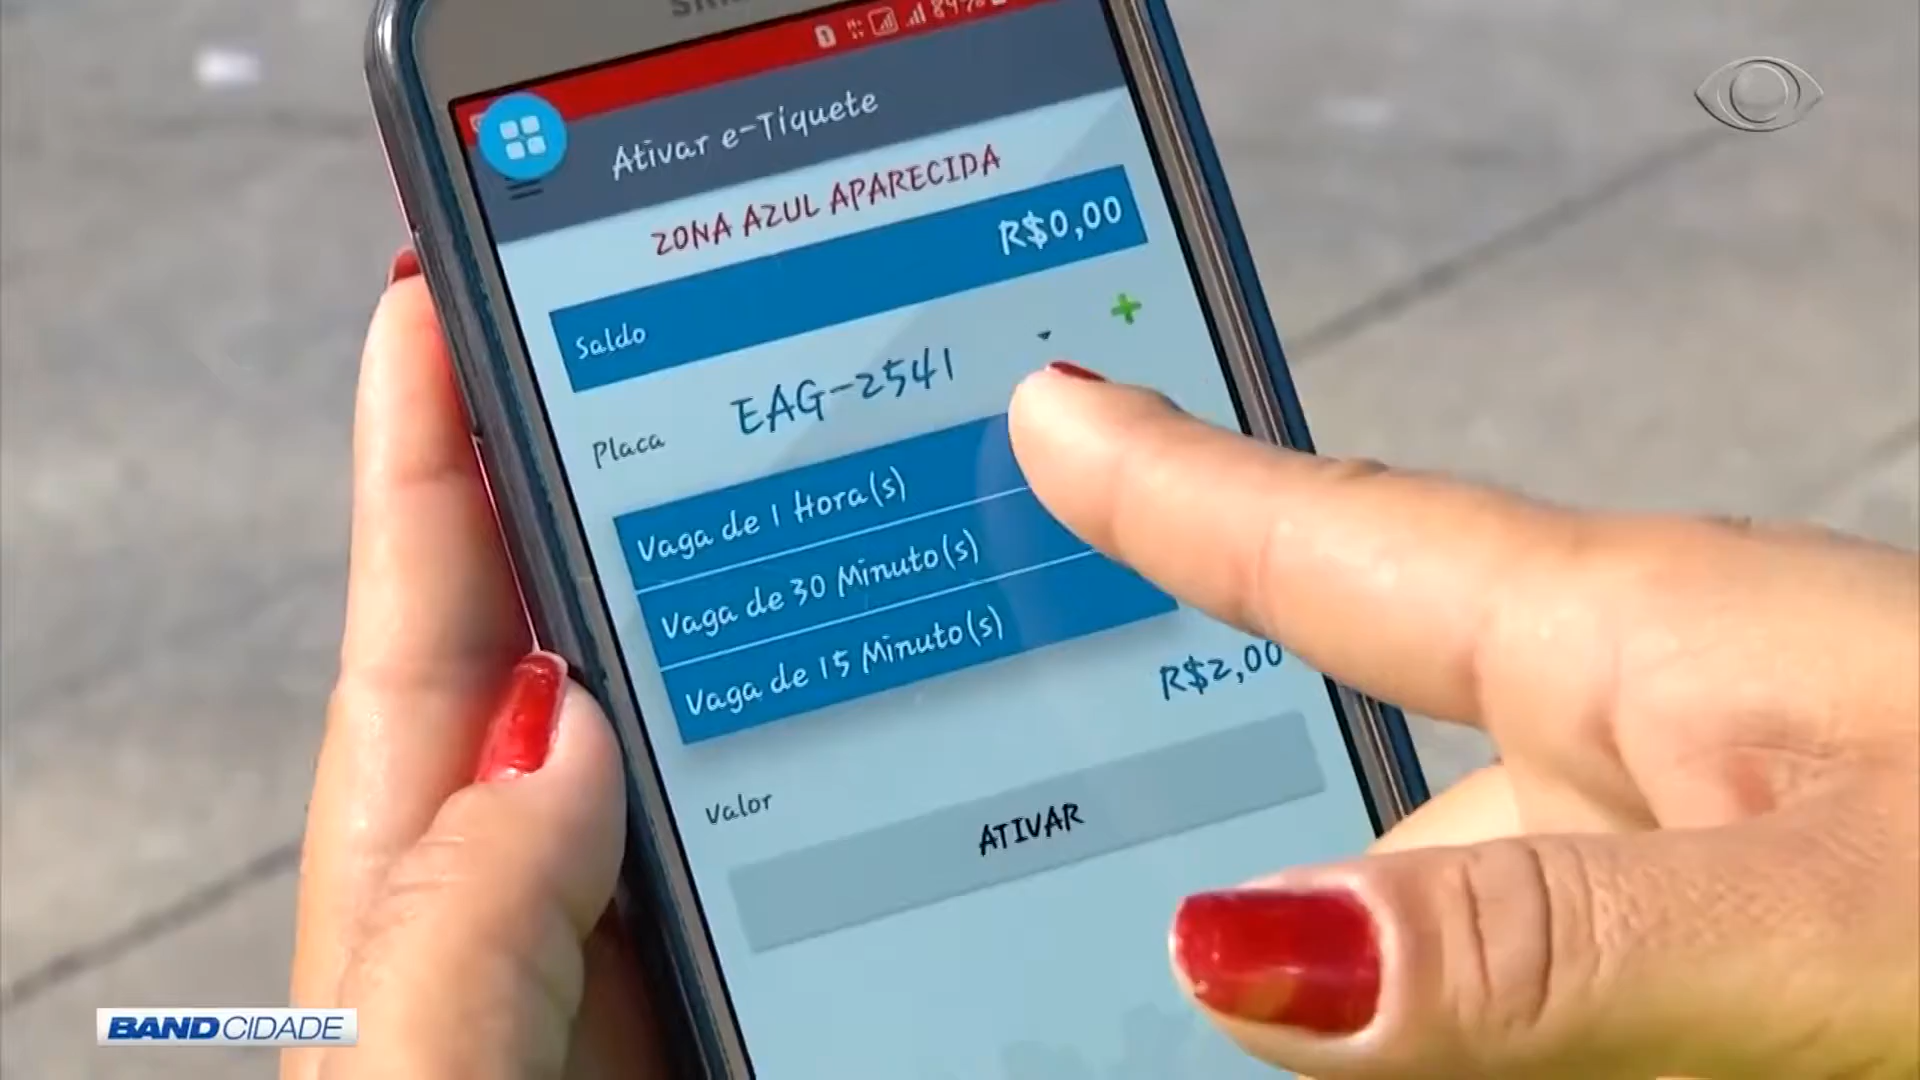 89%
Ativar e-Tiquete
ZONA AZUL APARECIDA
Saldo R$0,00
Placa EAG-2541
Vaga de 1 Hora(s)
Vaga de 30 Minuto(s)
Vaga de 15 Minuto(s)
R$2,00
Valor
ATIVAR
BAND CIDADE